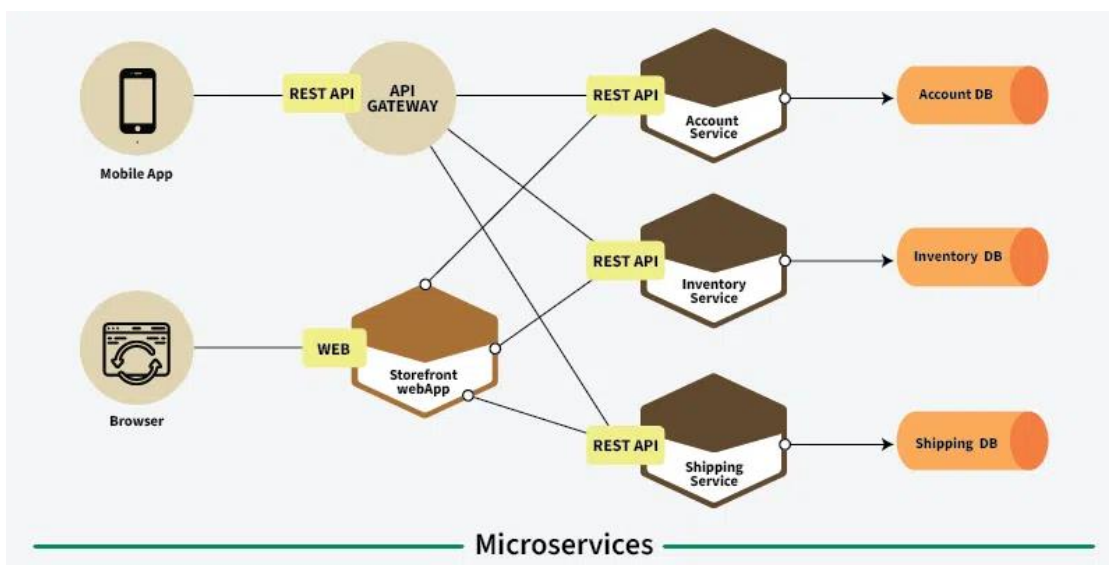 REST API
API
GATEWAY
REST API
Account
Service
Account DB
Mobile App
REST API
Inventory
Service
Inventory DB
WEB
Storefront
webApp
Browser
REST API
Shipping
Service
Shipping DB
Microservices